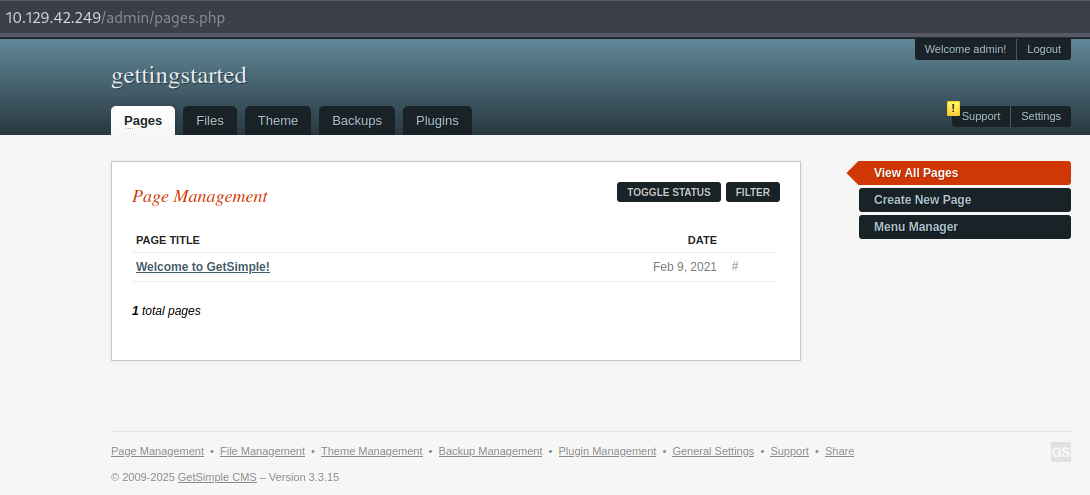 10.129.42.249/admin/pages.php
Welcome admin! Logout
gettingstarted
Pages Files Theme Backups Plugins
! Support Settings
Page Management
TOGGLE STATUS FILTER
View All Pages
Create New Page
Menu Manager
PAGE TITLE DATE
Welcome to GetSimple! Feb 9, 2021 #
1 total pages
Page Management • File Management • Theme Management • Backup Management • Plugin Management • General Settings • Support • Share
GS
© 2009-2025 GetSimple CMS – Version 3.3.15